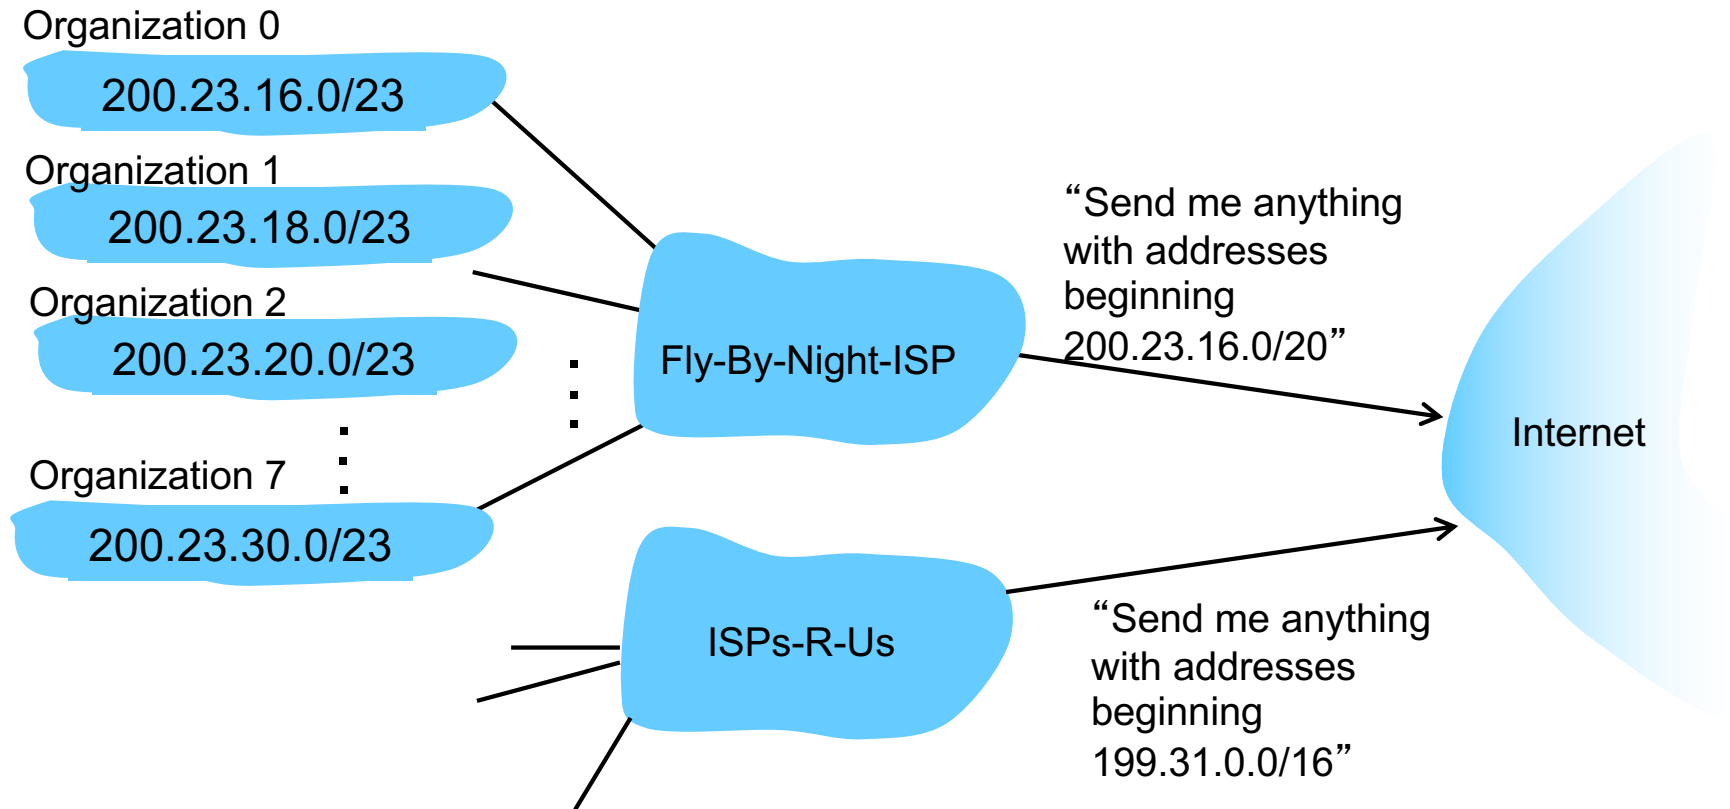 Organization 0
200.23.16.0/23
Organization 1
200.23.18.0/23
Organization 2
200.23.20.0/23
Organization 7
200.23.30.0/23
Fly-By-Night-ISP
“Send me anything
with addresses
beginning
200.23.16.0/20”
Internet
ISPs-R-Us
“Send me anything
with addresses
beginning
199.31.0.0/16”